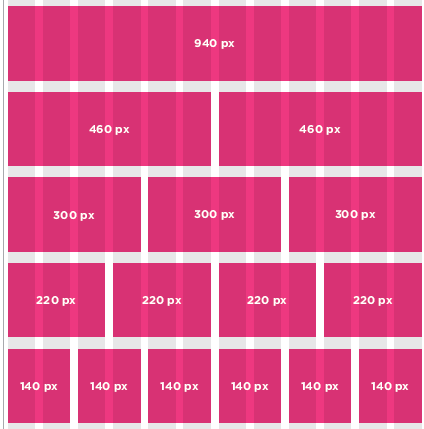 940 px
460 px 460 px
300 px 300 px 300 px
220 px 220 px 220 px 220 px
140 px 140 px 140 px 140 px 140 px 140 px